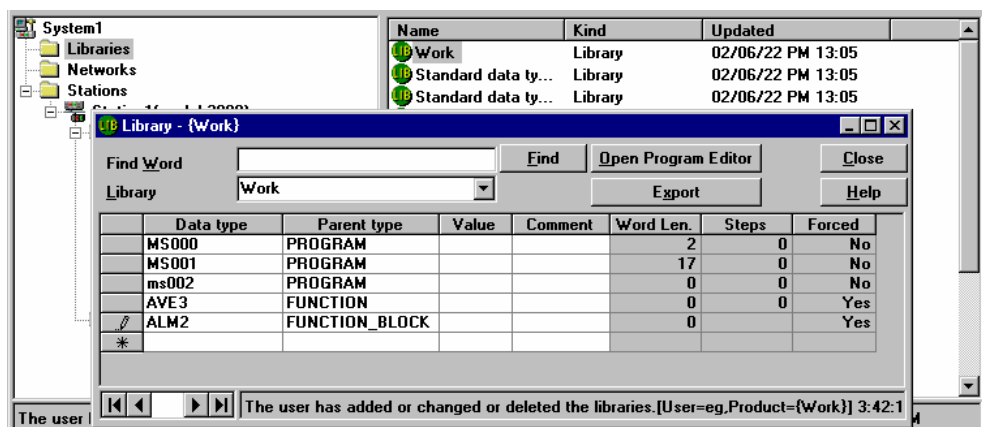 System1
Name Kind Updated
Libraries
LIB Work Library 02/06/22 PM 13:05
Networks
LIB Standard data ty... Library 02/06/22 PM 13:05
Stations
LIB Standard data ty... Library 02/06/22 PM 13:05
LIB Library - {Work}
Find Word Find Open Program Editor Close
Library Work Export Help
Data type Parent type Value Comment Word Len. Steps Forced
MS000 PROGRAM 2 0 No
MS001 PROGRAM 17 0 No
ms002 PROGRAM 0 0 No
AVE3 FUNCTION 0 0 Yes
ALM2 FUNCTION_BLOCK 0 Yes
The user has added or changed or deleted the libraries.[User=eg,Product={Work}] 3:42:1
The user